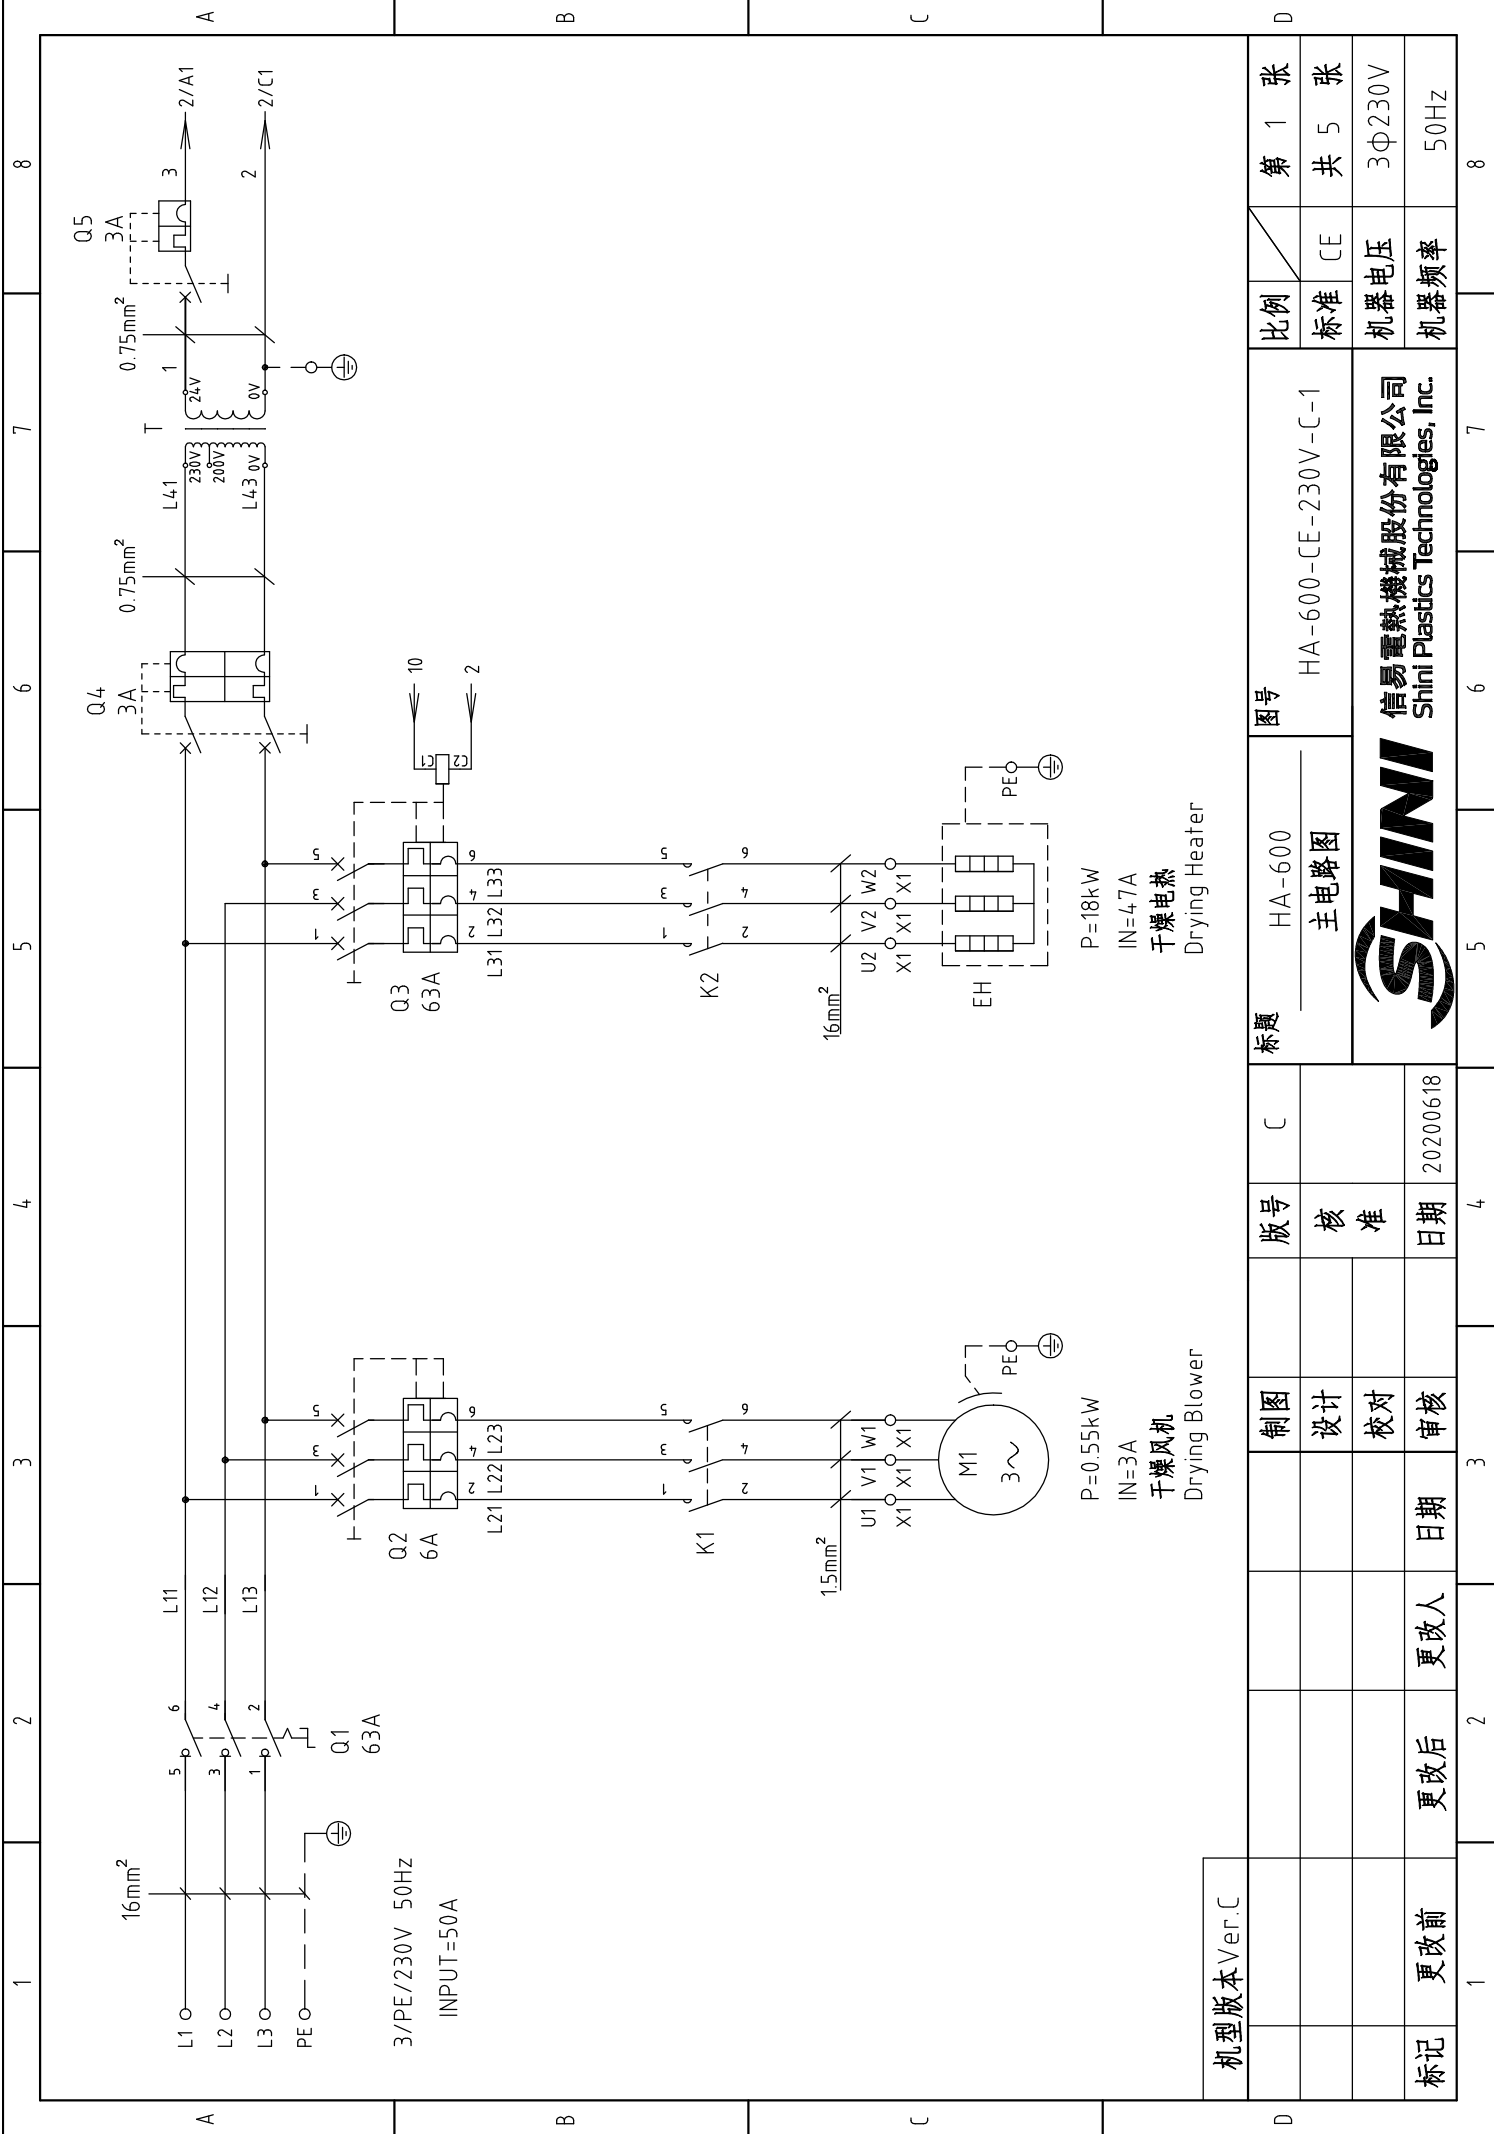 1 2 3 4 5 6 7 8
A
B
C
D
A
B
C
D
1 2 3 4 5 6 7 8
16mm²
L1
L2
L3
PE
3/PE/230V 50Hz
INPUT=50A
5 6
3 4
1 2
Q1
63A
L11
L12
L13
1 3 5
Q2
6A
2 4 6
L21 L22 L23
1 3 5
K1
2 4 6
1.5mm²
U1 V1 W1
X1 X1 X1
M1
3~
PE
P=0.55kW
IN=3A
干燥风机
Drying Blower
1 3 5
Q3
63A
2 4 6
L31 L32 L33
C1
C2
10
2
1 3 5
K2
2 4 6
16mm²
U2 V2 W2
X1 X1 X1
EH
PE
P=18kW
IN=47A
干燥电热
Drying Heater
Q4
3A
0.75mm²
L41
L43
T
230V
200V
0V
24V
0V
1
0.75mm²
Q5
3A
3
2
2/A1
2/C1
机型版本Ver.C
标记 更改前 更改后 更改人 日期
制图
设计
校对
审核
版号 C
核
准
日期 20200618
标题
HA-600
主电路图
图号
HA-600-CE-230V-C-1
SHINI
信易電熱機械股份有限公司
Shini Plastics Technologies, Inc.
比例 第 1 张
标准 CE 共 5 张
机器电压 3Φ230V
机器频率 50Hz